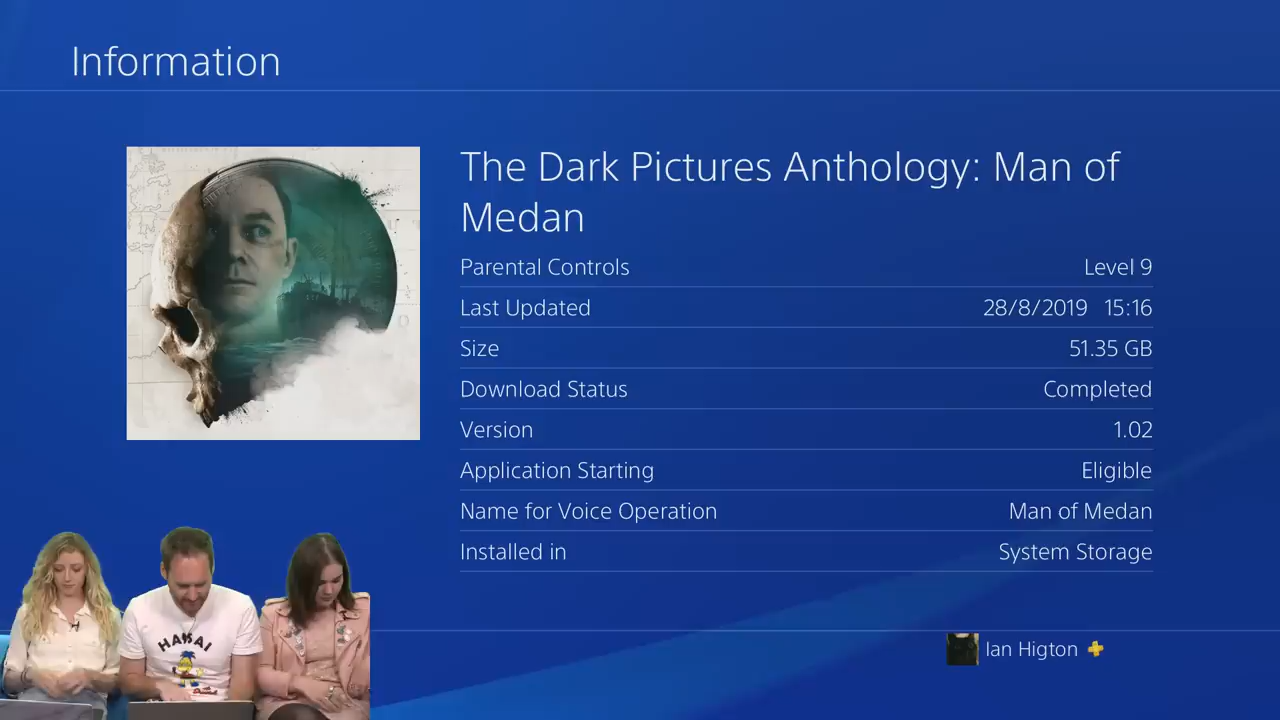 Information
The Dark Pictures Anthology: Man of
Medan
Parental Controls Level 9
Last Updated 28/8/2019 15:16
Size 51.35 GB
Download Status Completed
Version 1.02
Application Starting Eligible
Name for Voice Operation Man of Medan
Installed in System Storage
Ian Higton